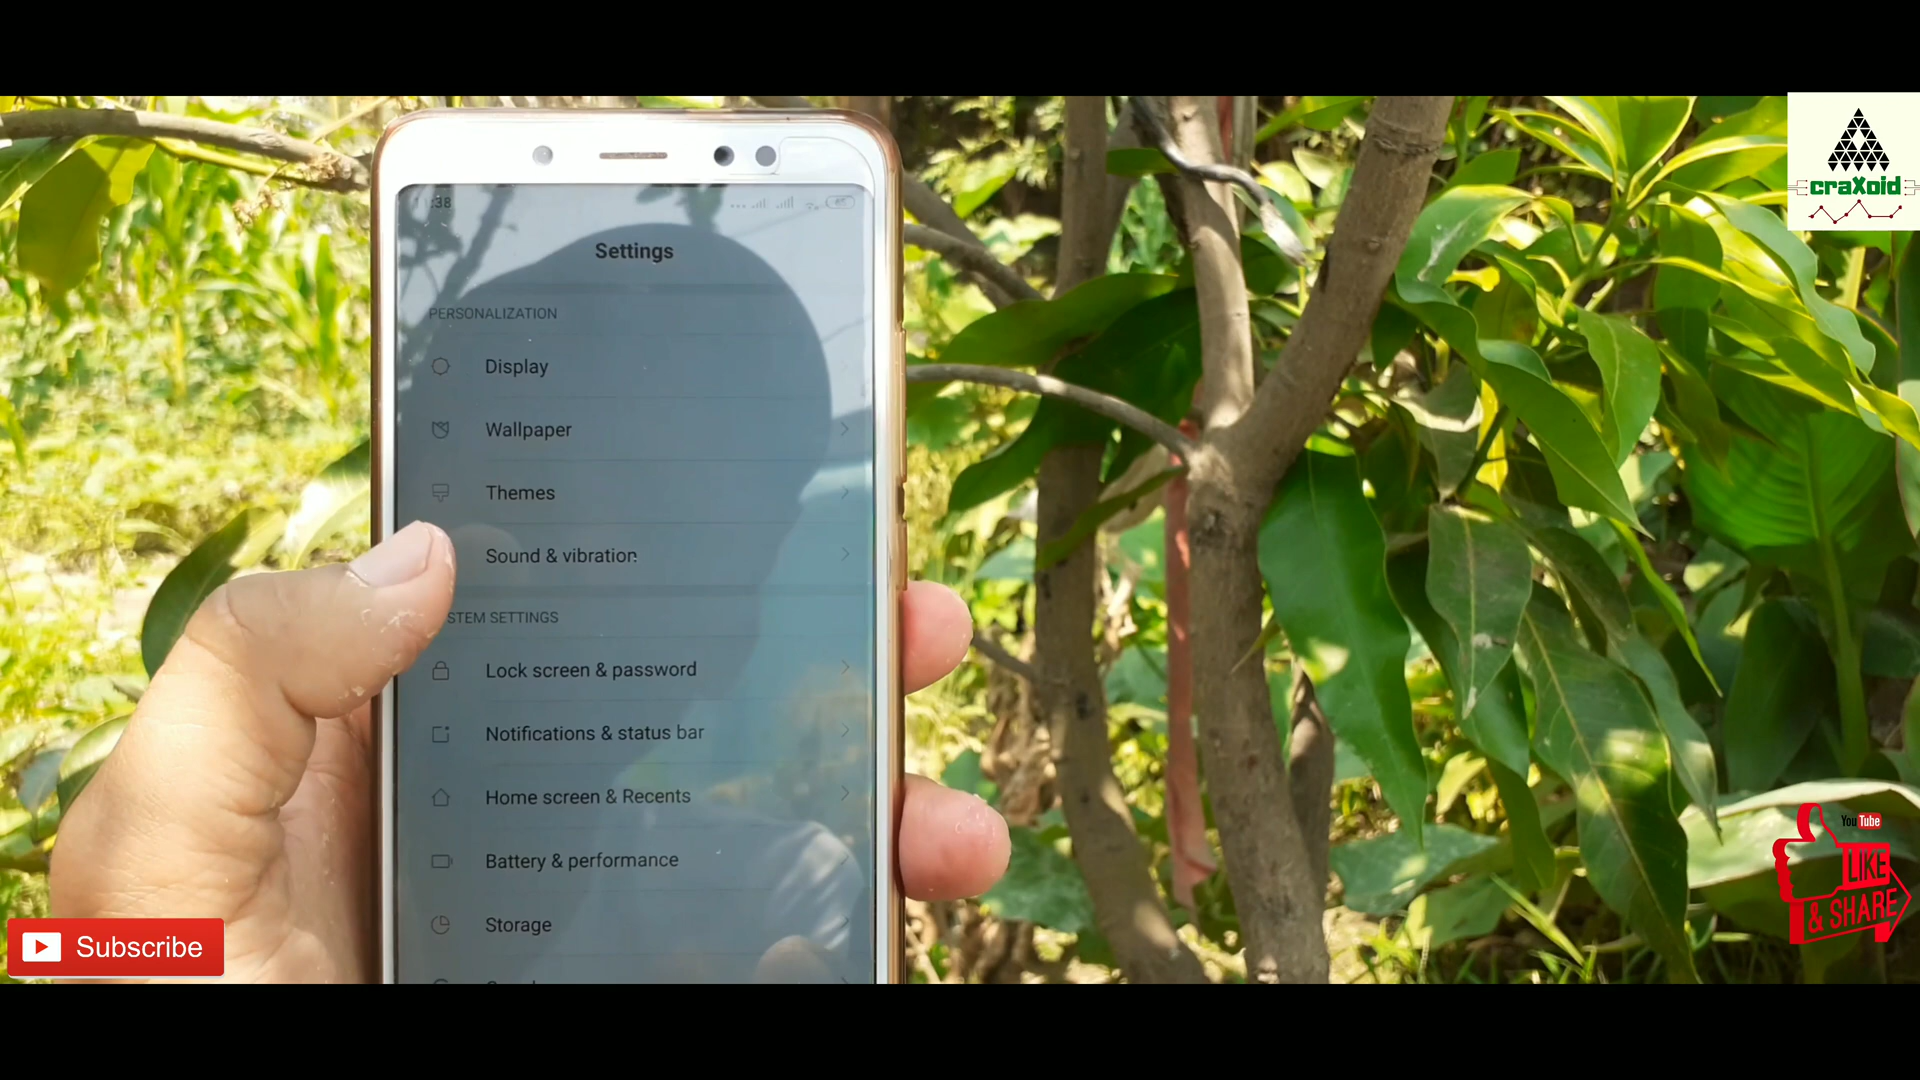 :38
Settings
PERSONALIZATION
Display
Wallpaper
Themes
Sound & vibration
STEM SETTINGS
Lock screen & password
Notifications & status bar
Home screen & Recents
Battery & performance
Storage
craXoid
YouTube
LIKE
& SHARE
Subscribe